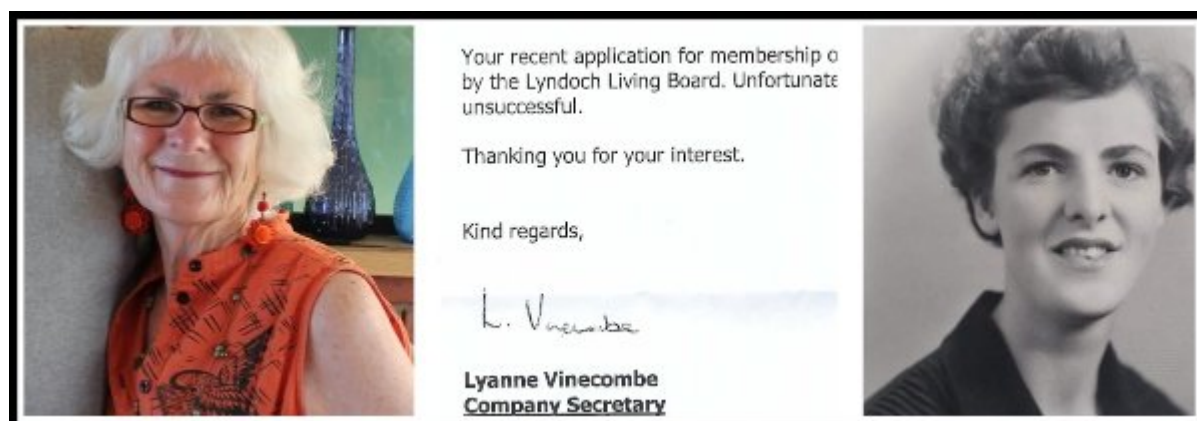 Your recent application for membership o
by the Lyndoch Living Board. Unfortunate
unsuccessful.
Thanking you for your interest.
Kind regards,
L. Vinecombe
Lyanne Vinecombe
Company Secretary